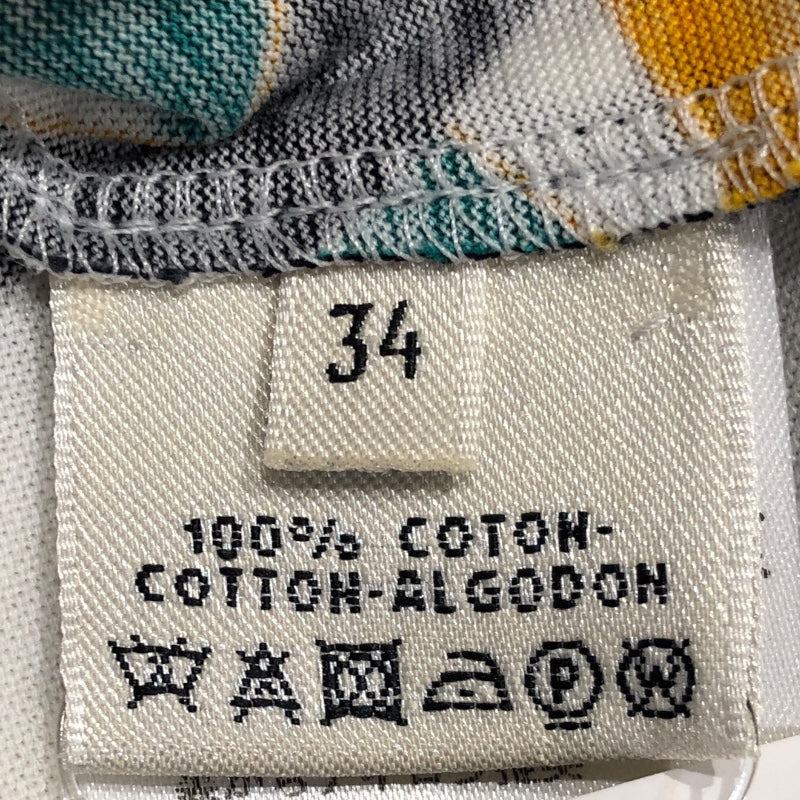 34
100% COTON-
COTTON-ALGODON
P W